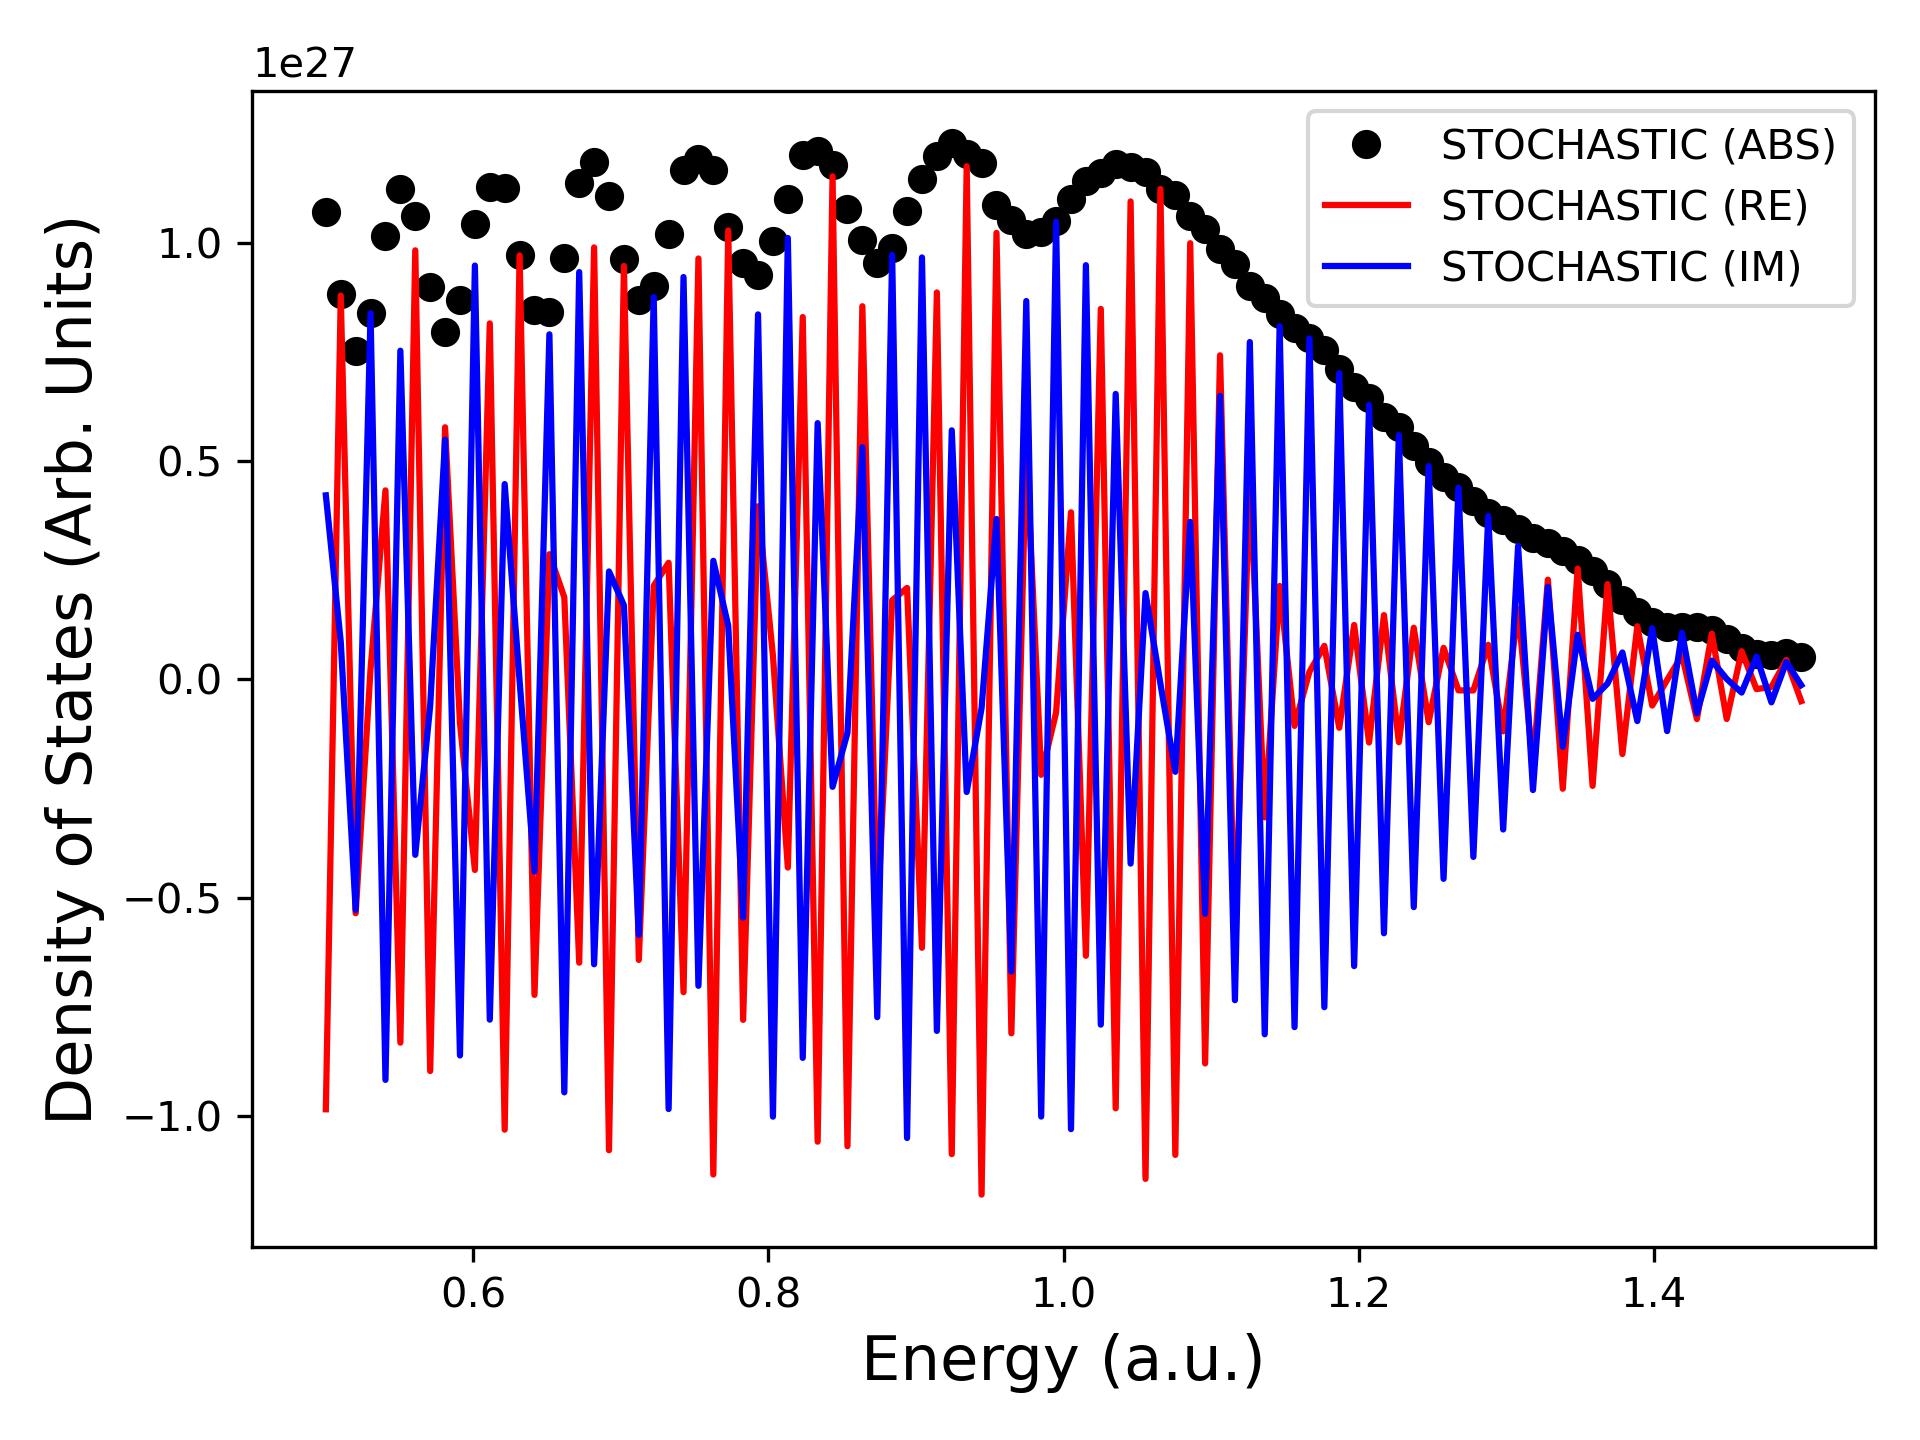 1e27
Density of States (Arb. Units)
1.0
0.5
0.0
−0.5
−1.0
STOCHASTIC (ABS)
STOCHASTIC (RE)
STOCHASTIC (IM)
0.6
0.8
1.0
1.2
1.4
Energy (a.u.)